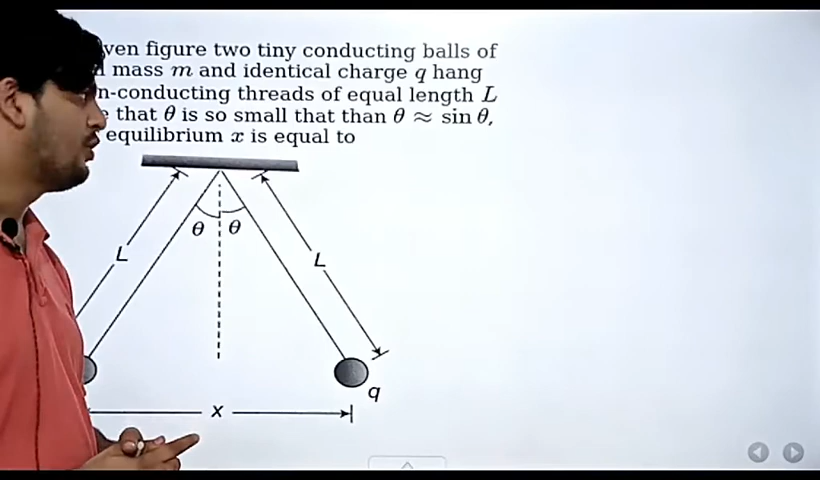 ven figure two tiny conducting balls of
mass m and identical charge q hang
n-conducting threads of equal length L
that θ is so small that than θ ≈ sin θ,
equilibrium x is equal to
θ θ
L
L
q
x